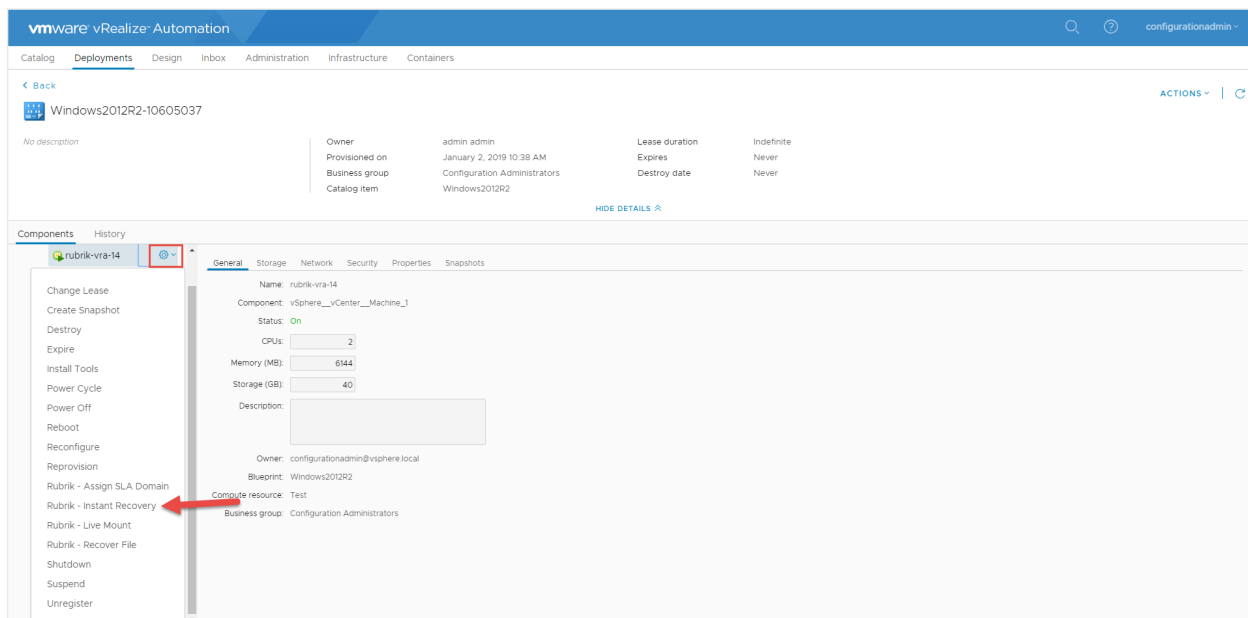 vmware vRealize Automation
configurationadmin
Catalog Deployments Design Inbox Administration Infrastructure Containers
Back
ACTIONS
Windows2012R2-10605037
No description
Owner admin admin Lease duration Indefinite
Provisioned on January 2, 2019 10:38 AM Expires Never
Business group Configuration Administrators Destroy date Never
Catalog item Windows2012R2
HIDE DETAILS
Components History
rubrik-vra-14
Change Lease
Create Snapshot
Destroy
Expire
Install Tools
Power Cycle
Power Off
Reboot
Reconfigure
Reprovision
Rubrik - Assign SLA Domain
Rubrik - Instant Recovery
Rubrik - Live Mount
Rubrik - Recover File
Shutdown
Suspend
Unregister
General Storage Network Security Properties Snapshots
Name: rubrik-vra-14
Component: vSphere__vCenter__Machine_1
Status: On
CPUs: 2
Memory (MB): 6144
Storage (GB): 40
Description:
Owner: configurationadmin@vsphere.local
Blueprint: Windows2012R2
Compute resource: Test
Business group: Configuration Administrators